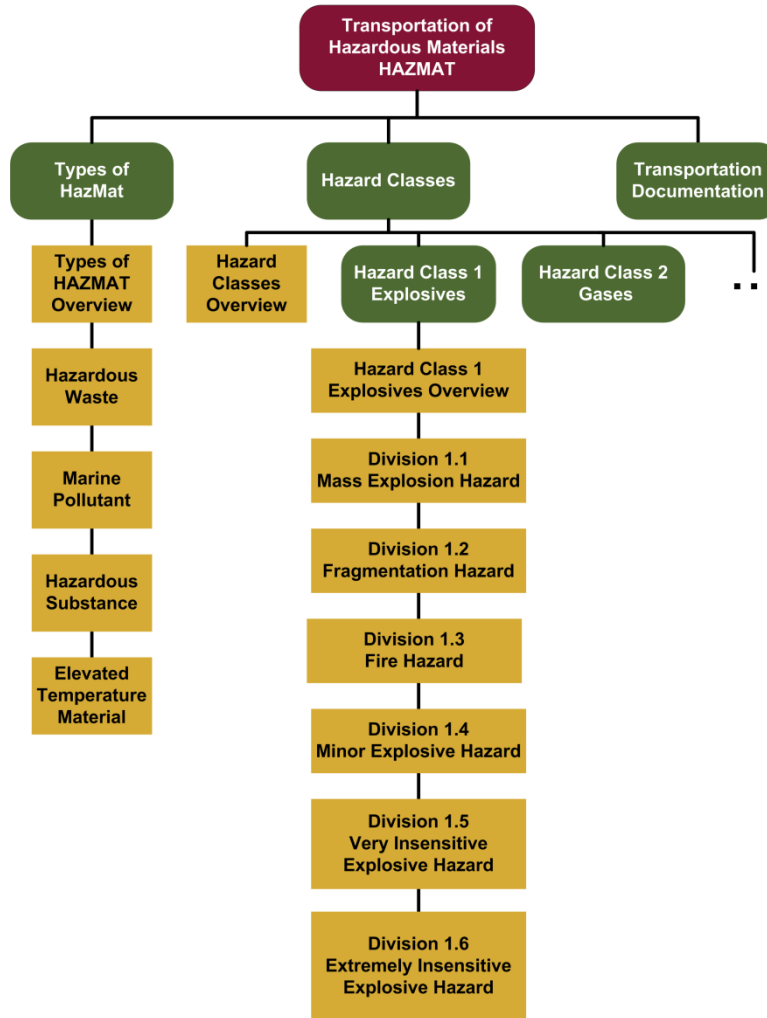 Transportation of
Hazardous Materials
HAZMAT
Types of
HazMat
Hazard Classes
Transportation
Documentation
Types of
HAZMAT
Overview
Hazard
Classes
Overview
Hazard Class 1
Explosives
Hazard Class 2
Gases
..
Hazardous
Waste
Marine
Pollutant
Hazardous
Substance
Elevated
Temperature
Material
Hazard Class 1
Explosives Overview
Division 1.1
Mass Explosion Hazard
Division 1.2
Fragmentation Hazard
Division 1.3
Fire Hazard
Division 1.4
Minor Explosive Hazard
Division 1.5
Very Insensitive
Explosive Hazard
Division 1.6
Extremely Insensitive
Explosive Hazard